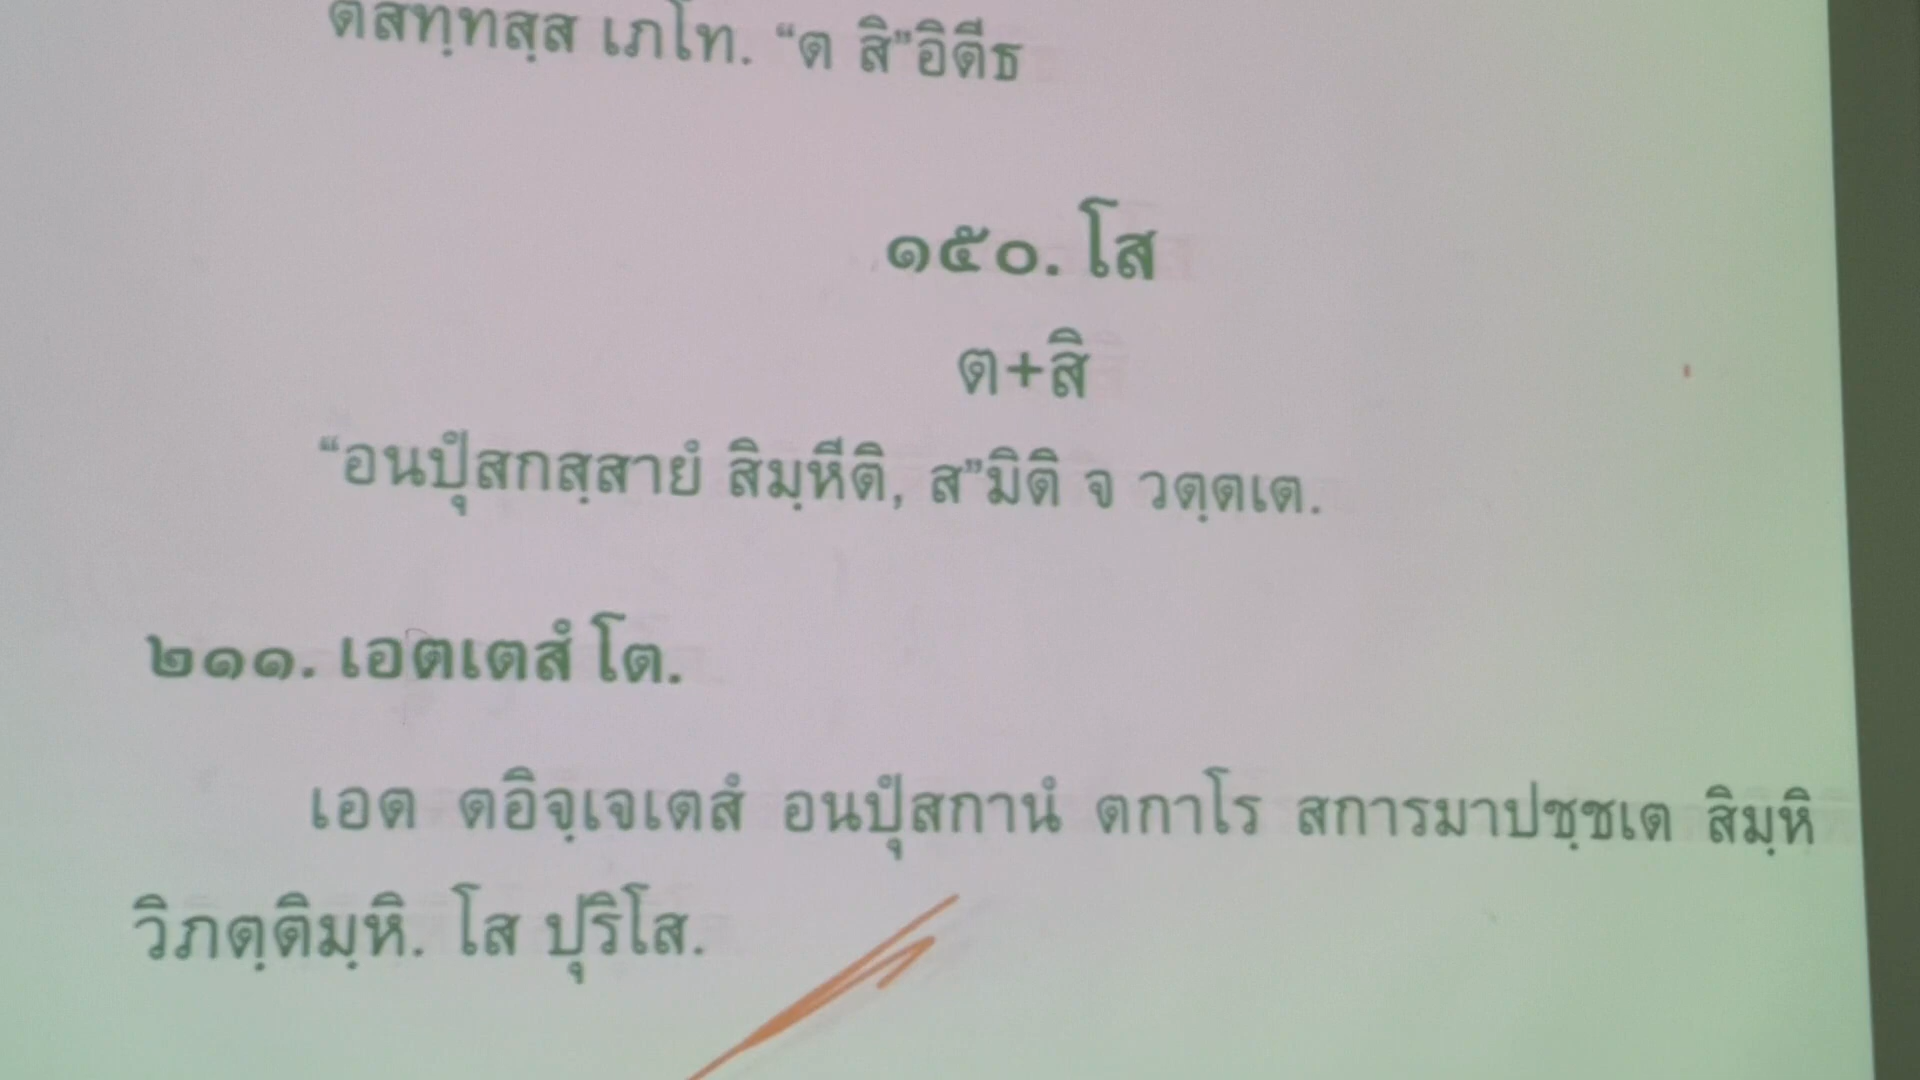 ตสทฺทสฺส เภโท. “ต สิ”อิตีธ
๑๕๐. โส
ต+สิ
“อนปุํสกสฺสายํ สิมฺหีติ, ส”มิติ จ วตฺตเต.
๒๑๑. เอตเตสํ โต.
เอต ตอิจฺเจเตสํ อนปุํสกานํ ตกาโร สการมาปชฺชเต สิมฺหิ
วิภตฺติมฺหิ. โส ปุริโส.